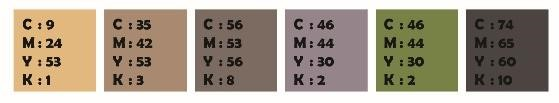 C : 9
M : 24
Y : 53
K : 1
C : 35
M : 42
Y : 53
K : 3
C : 56
M : 53
Y : 56
K : 8
C : 46
M : 44
Y : 30
K : 2
C : 46
M : 44
Y : 30
K : 2
C : 74
M : 65
Y : 60
K : 10